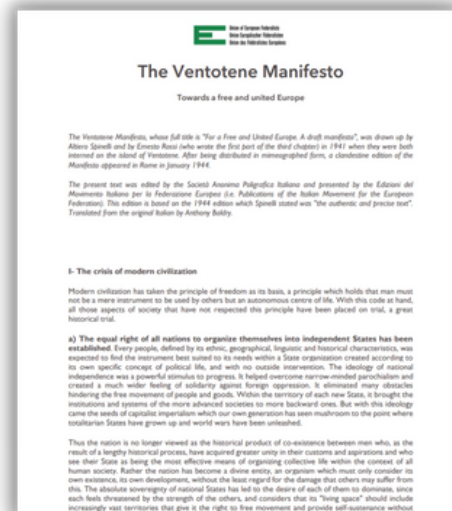 Union of European Federalists
Union Europäischer Föderalisten
Union des Fédéralistes Européens
The Ventotene Manifesto
Towards a free and united Europe
The Ventotene Manifesto, whose full title is "For a Free and United Europe. A draft manifesto", was drawn up by
Altiero Spinelli and by Ernesto Rossi (who wrote the first part of the third chapter) in 1941 when they were both
interned on the island of Ventotene. After being distributed in mimeographed form, a clandestine edition of the
Manifesto appeared in Rome in January 1944.
The present text was edited by the Società Anonima Poligrafica Italiana and presented by the Edizioni del
Movimento Italiano per la Federazione Europea (i.e. Publications of the Italian Movement for the European
Federation). This edition is based on the 1944 edition which Spinelli stated was "the authentic and precise text".
Translated from the original Italian by Anthony Baldry.
I- The crisis of modern civilization
Modern civilization has taken the principle of freedom as its basis, a principle which holds that man must
not be a mere instrument to be used by others but an autonomous centre of life. With this code at hand,
all those aspects of society that have not respected this principle have been placed on trial, a great
historical trial.
a) The equal right of all nations to organize themselves into independent States has been
established. Every people, defined by its ethnic, geographical, linguistic and historical characteristics, was
expected to find the instrument best suited to its needs within a State organization created according to
its own specific concept of political life, and with no outside intervention. The ideology of national
independence was a powerful stimulus to progress. It helped overcome narrow-minded parochialism and
created a much wider feeling of solidarity against foreign oppression. It eliminated many obstacles
hindering the free movement of people and goods. Within the territory of each new State, it brought the
institutions and systems of the more advanced societies to more backward ones. But with this ideology
came the seeds of capitalist imperialism which our own generation has seen mushroom to the point where
totalitarian States have grown up and world wars have been unleashed.
Thus the nation is no longer viewed as the historical product of co-existence between men who, as the
result of a lengthy historical process, have acquired greater unity in their customs and aspirations and who
see their State as being the most effective means of organizing collective life within the context of all
human society. Rather the nation has become a divine entity, an organism which must only consider its
own existence, its own development, without the least regard for the damage that others may suffer from
this. The absolute sovereignty of national States has led to the desire of each of them to dominate, since
each feels threatened by the strength of the others, and considers that its "living space" should include
increasingly vast territories that give it the right to free movement and provide self-sustenance without